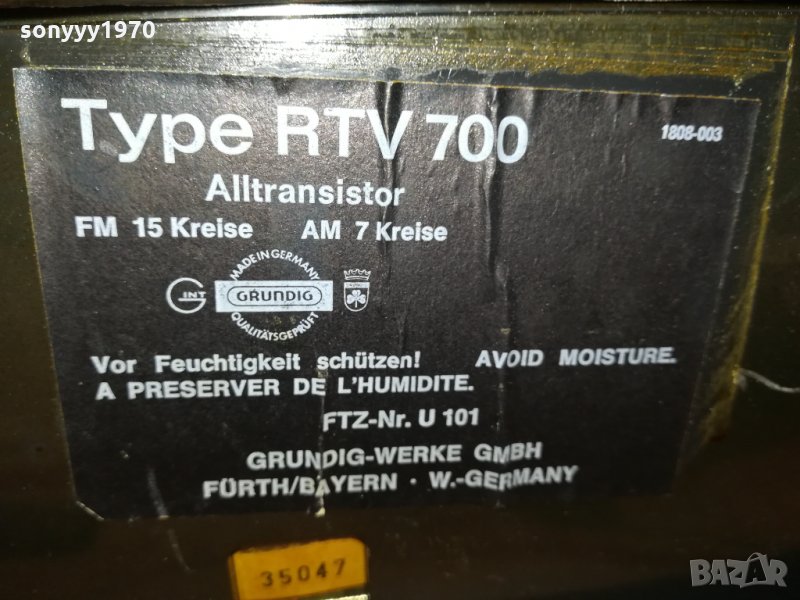 sonyyy1970
Type RTV 700
1808-003
Alltransistor
FM 15 Kreise AM 7 Kreise
MADE IN GERMANY
INT
GRUNDIG
QUALITÄTSGEPRÜFT
Vor Feuchtigkeit schützen! AVOID MOISTURE.
A PRESERVER DE L'HUMIDITE.
FTZ-Nr. U 101
GRUNDIG-WERKE GMBH
FÜRTH/BAYERN · W.-GERMANY
35047
BAZAR